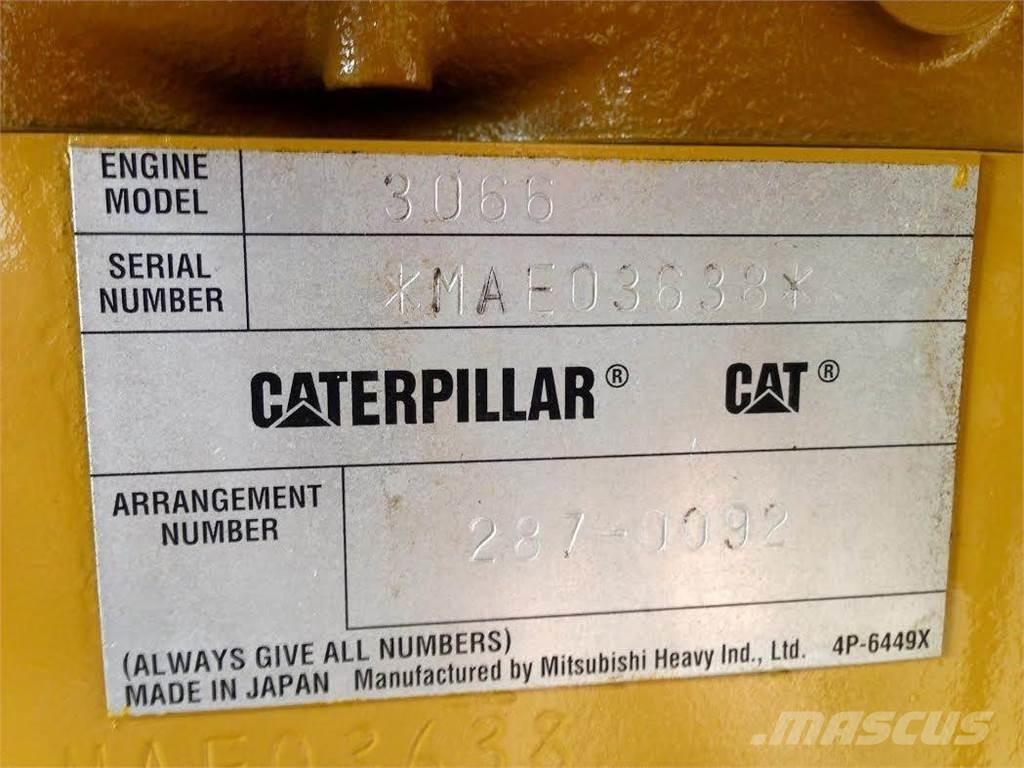 ENGINE MODEL 3066
SERIAL NUMBER *MAE03638*
CATERPILLAR® CAT®
ARRANGEMENT NUMBER 287-0092
(ALWAYS GIVE ALL NUMBERS)
MADE IN JAPAN Manufactured by Mitsubishi Heavy Ind., Ltd. 4P-6449X
MAE03638
MASCUS